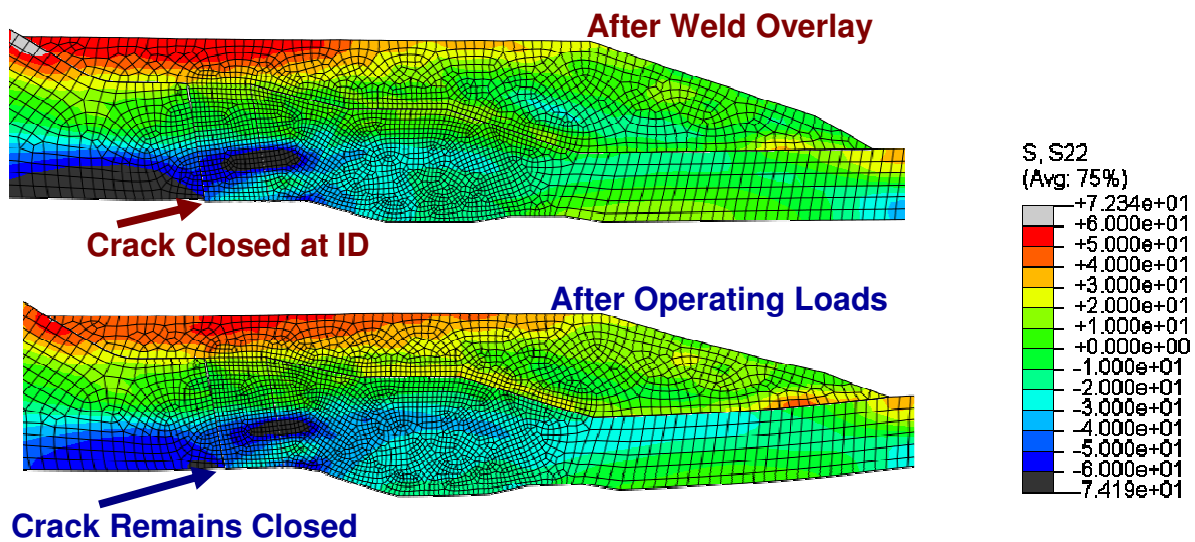 After Weld Overlay
Crack Closed at ID
After Operating Loads
Crack Remains Closed
S, S22
(Avg: 75%)
+7.234e+01
+6.000e+01
+5.000e+01
+4.000e+01
+3.000e+01
+2.000e+01
+1.000e+01
+0.000e+00
-1.000e+01
-2.000e+01
-3.000e+01
-4.000e+01
-5.000e+01
-6.000e+01
-7.419e+01